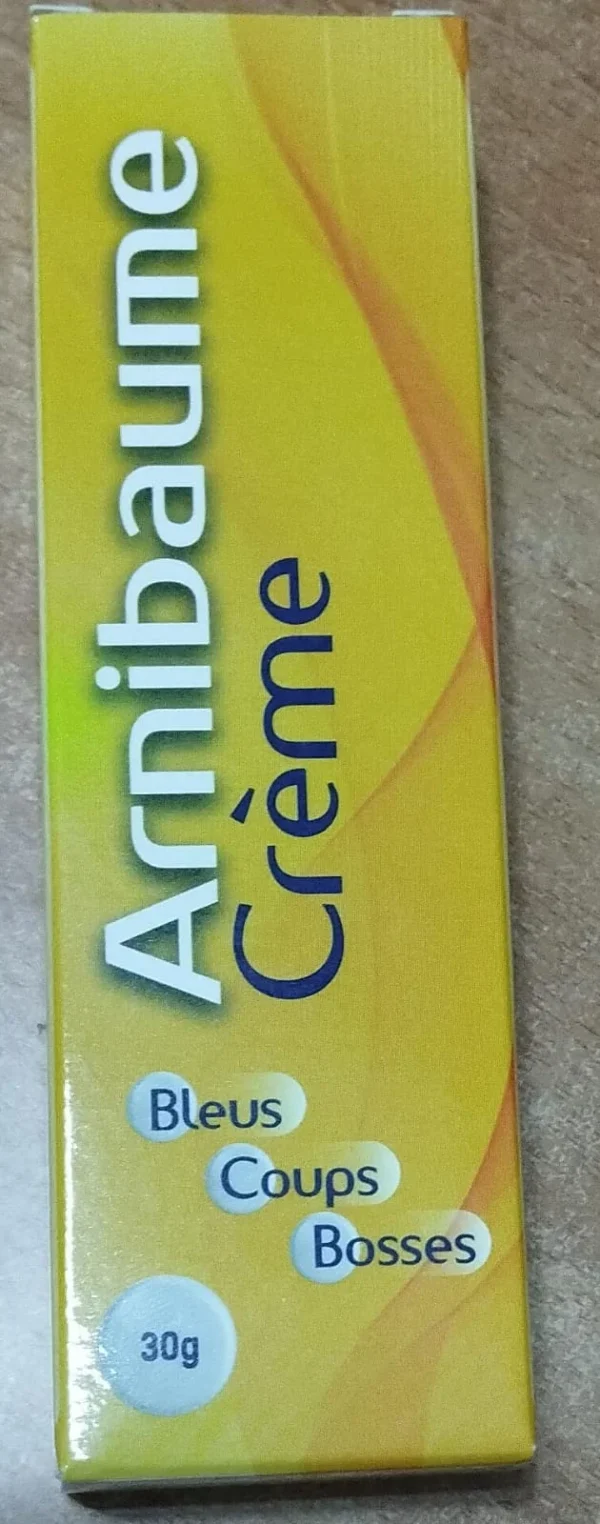 Arnibaume
Crème
Bleus
Coups
Bosses
30g